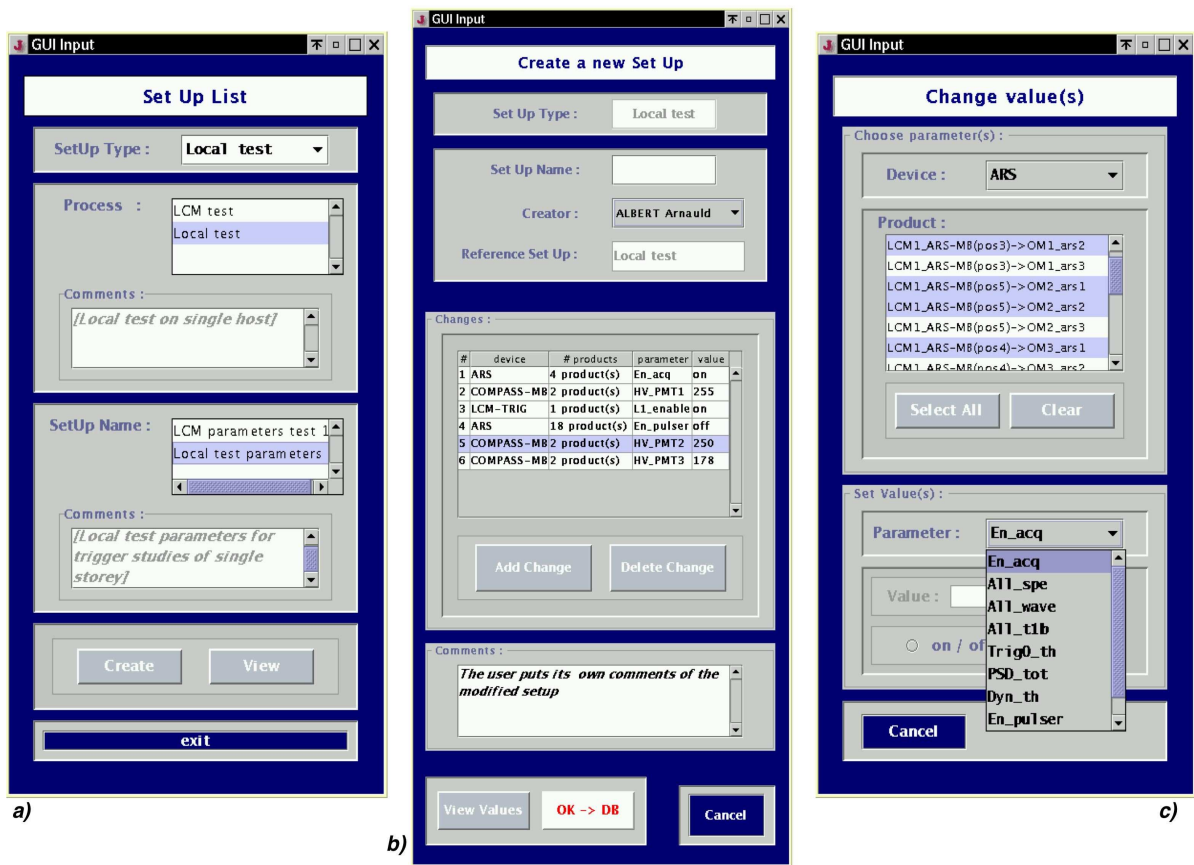 GUI Input
Set Up List
SetUp Type :
Local test
Process :
LCM test
Local test
Comments :
[Local test on single host]
SetUp Name :
LCM parameters test 1
Local test parameters
Comments :
[Local test parameters for
trigger studies of single
storey]
Create
View
exit
a)
GUI Input
Create a new Set Up
Set Up Type :
Local test
Set Up Name :
Creator :
ALBERT Arnauld
Reference Set Up :
Local test
Changes :
# device # products parameter value
1 ARS 4 product(s) En_acq on
2 COMPASS-MB 2 product(s) HV_PMT1 255
3 LCM-TRIG 1 product(s) L1_enable on
4 ARS 18 product(s) En_pulser off
5 COMPASS-MB 2 product(s) HV_PMT2 250
6 COMPASS-MB 2 product(s) HV_PMT3 178
Add Change
Delete Change
Comments :
The user puts its own comments of the
modified setup
View Values
OK -> DB
Cancel
b)
GUI Input
Change value(s)
Choose parameter(s) :
Device :
ARS
Product :
LCM1_ARS-MB(pos3)->OM1_ars2
LCM1_ARS-MB(pos3)->OM1_ars3
LCM1_ARS-MB(pos5)->OM2_ars1
LCM1_ARS-MB(pos5)->OM2_ars2
LCM1_ARS-MB(pos5)->OM2_ars3
LCM1_ARS-MB(pos4)->OM3_ars1
LCM1_ARS-MB(pos4)->OM3_ars2
Select All
Clear
Set Value(s) :
Parameter :
En_acq
En_acq
All_spe
All_wave
All_t1b
Trig0_th
PSD_tot
Dyn_th
En_pulser
Value :
on / of
Cancel
c)